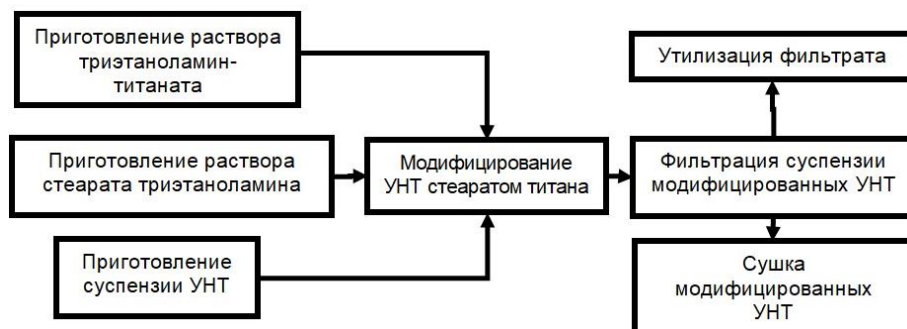 Приготовление раствора
триэтаноламин-
титаната
Приготовление раствора
стеарата триэтаноламина
Приготовление
суспензии УНТ
Модифицирование
УНТ стеаратом титана
Утилизация фильтрата
Фильтрация суспензии
модифицированных УНТ
Сушка
модифицированных
УНТ